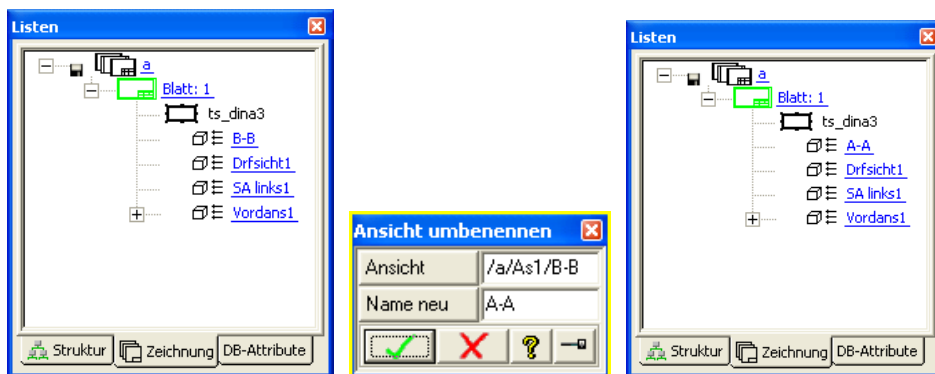 Listen
a
Blatt: 1
ts_dina3
B-B
Drfsicht1
SA links1
Vordans1
Struktur
Zeichnung
DB-Attribute
Ansicht umbenennen
Ansicht
/a/As1/B-B
Name neu
A-A
Listen
a
Blatt: 1
ts_dina3
A-A
Drfsicht1
SA links1
Vordans1
Struktur
Zeichnung
DB-Attribute